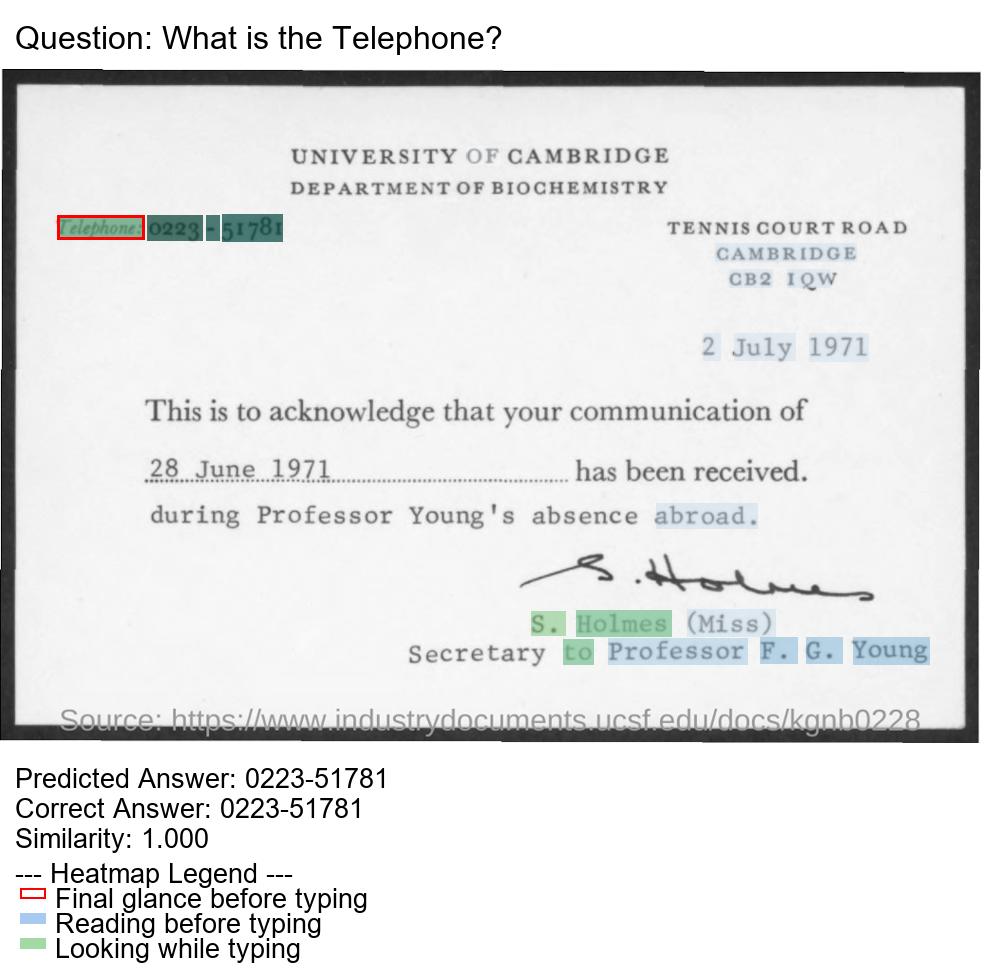 Question: What is the Telephone?
UNIVERSITY OF CAMBRIDGE
DEPARTMENT OF BIOCHEMISTRY
Telephone: 0223 - 51781
TENNIS COURT ROAD
CAMBRIDGE
CB2 1QW
2 July 1971
This is to acknowledge that your communication of
28 June 1971 has been received.
during Professor Young's absence abroad.
S. Holmes
S. Holmes (Miss)
Secretary to Professor F. G. Young
Source: https://www.industrydocuments.ucsf.edu/docs/kgnb0228
Predicted Answer: 0223-51781
Correct Answer: 0223-51781
Similarity: 1.000
--- Heatmap Legend ---
Final glance before typing
Reading before typing
Looking while typing